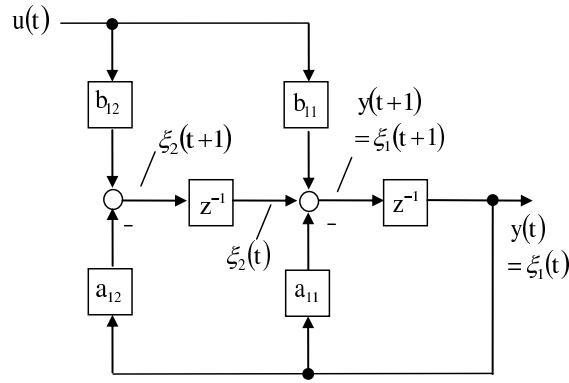 u(t)
b₁₂
b₁₁
y(t+1)
= ξ₁(t+1)
ξ₂(t+1)
z⁻¹
z⁻¹
−
−
ξ₂(t)
y(t)
= ξ₁(t)
a₁₂
a₁₁